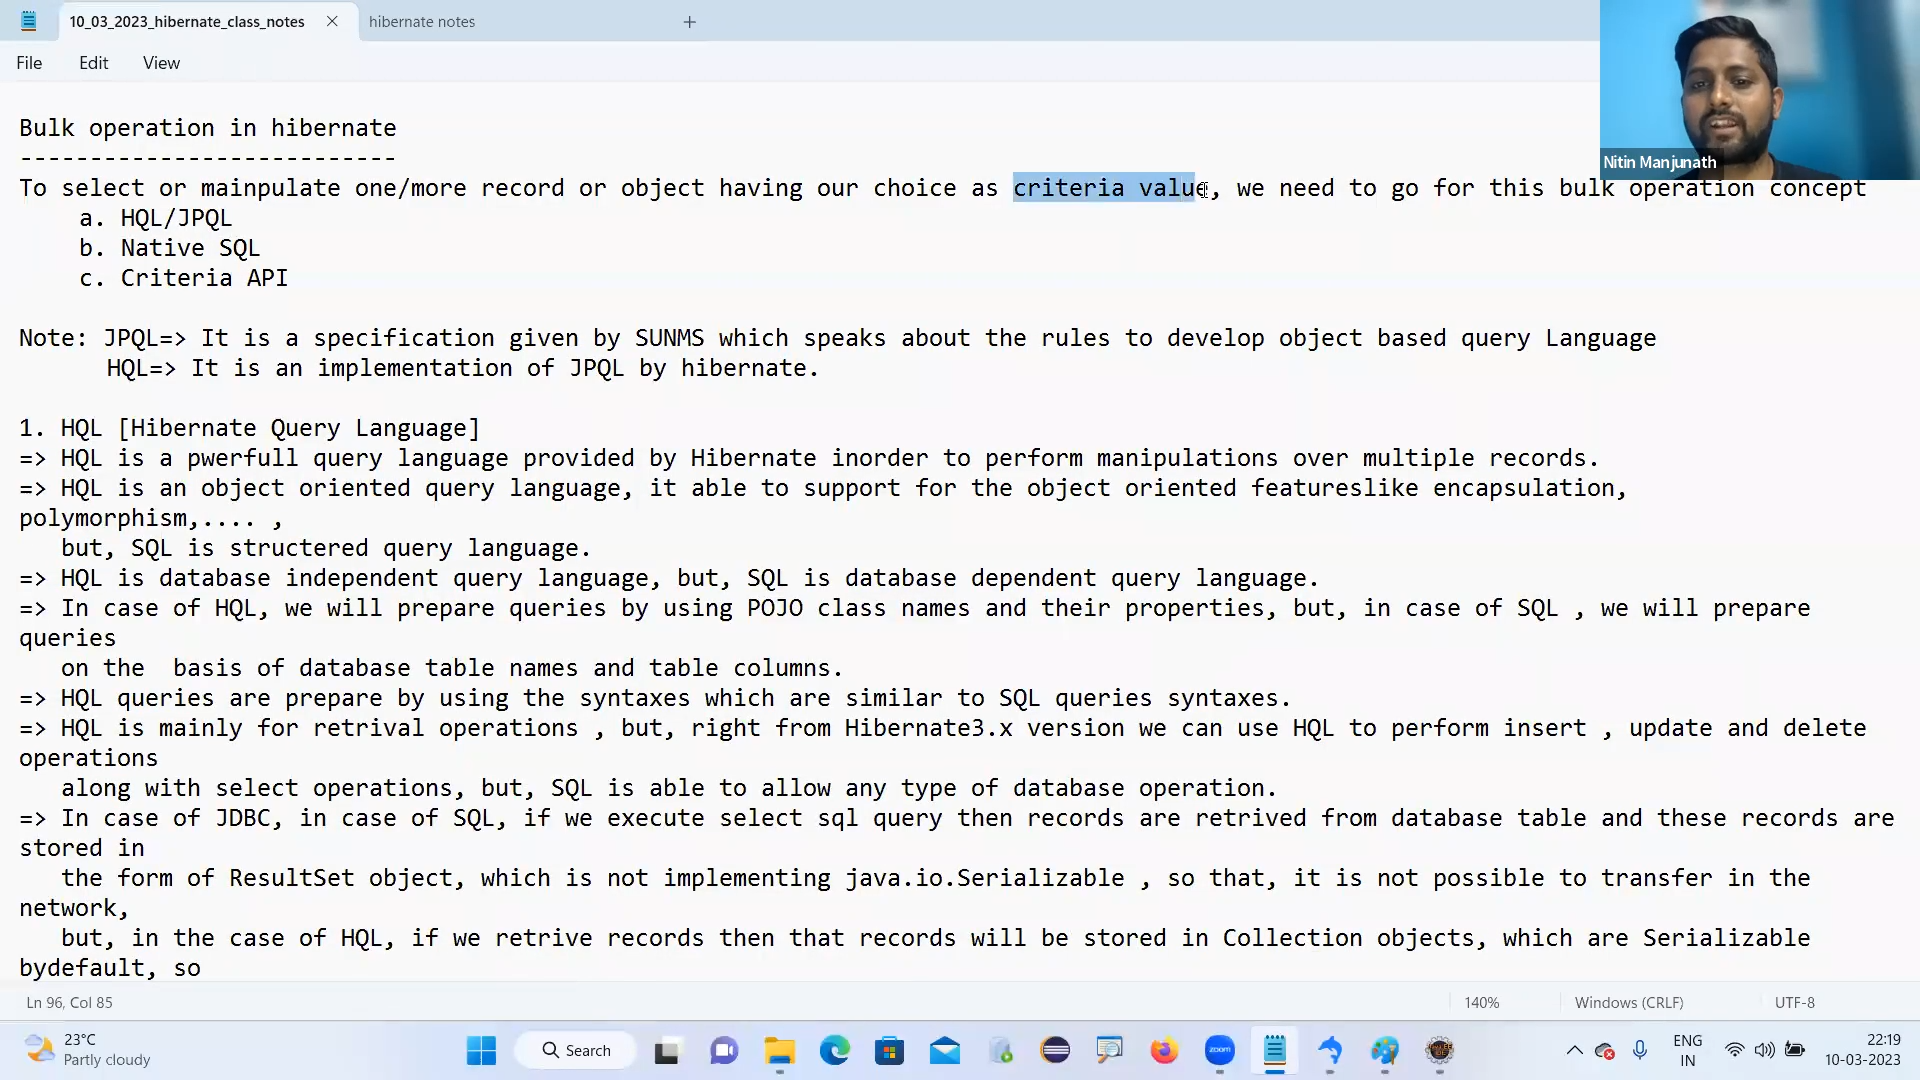 10_03_2023_hibernate_class_notes
hibernate notes
File Edit View
Nitin Manjunath
Bulk operation in hibernate
---------------------------
To select or mainpulate one/more record or object having our choice as criteria value, we need to go for this bulk operation concept
a. HQL/JPQL
b. Native SQL
c. Criteria API
Note: JPQL=> It is a specification given by SUNMS which speaks about the rules to develop object based query Language
HQL=> It is an implementation of JPQL by hibernate.
1. HQL [Hibernate Query Language]
=> HQL is a pwerfull query language provided by Hibernate inorder to perform manipulations over multiple records.
=> HQL is an object oriented query language, it able to support for the object oriented featureslike encapsulation,
polymorphism,.... ,
but, SQL is structered query language.
=> HQL is database independent query language, but, SQL is database dependent query language.
=> In case of HQL, we will prepare queries by using POJO class names and their properties, but, in case of SQL , we will prepare
queries
on the  basis of database table names and table columns.
=> HQL queries are prepare by using the syntaxes which are similar to SQL queries syntaxes.
=> HQL is mainly for retrival operations , but, right from Hibernate3.x version we can use HQL to perform insert , update and delete
operations
along with select operations, but, SQL is able to allow any type of database operation.
=> In case of JDBC, in case of SQL, if we execute select sql query then records are retrived from database table and these records are
stored in
the form of ResultSet object, which is not implementing java.io.Serializable , so that, it is not possible to transfer in the
network,
but, in the case of HQL, if we retrive records then that records will be stored in Collection objects, which are Serializable
bydefault, so
Ln 96, Col 85
140%
Windows (CRLF)
UTF-8
23°C
Partly cloudy
Search
zoom
ENG
IN
22:19
10-03-2023